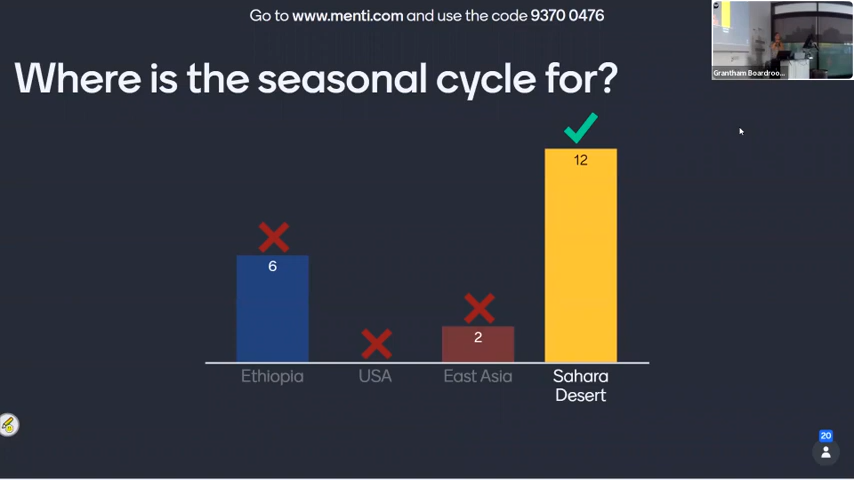 Go to www.menti.com and use the code 9370 0476
Grantham Boardroo...
Where is the seasonal cycle for?
12
6
2
Ethiopia
USA
East Asia
Sahara
Desert
20